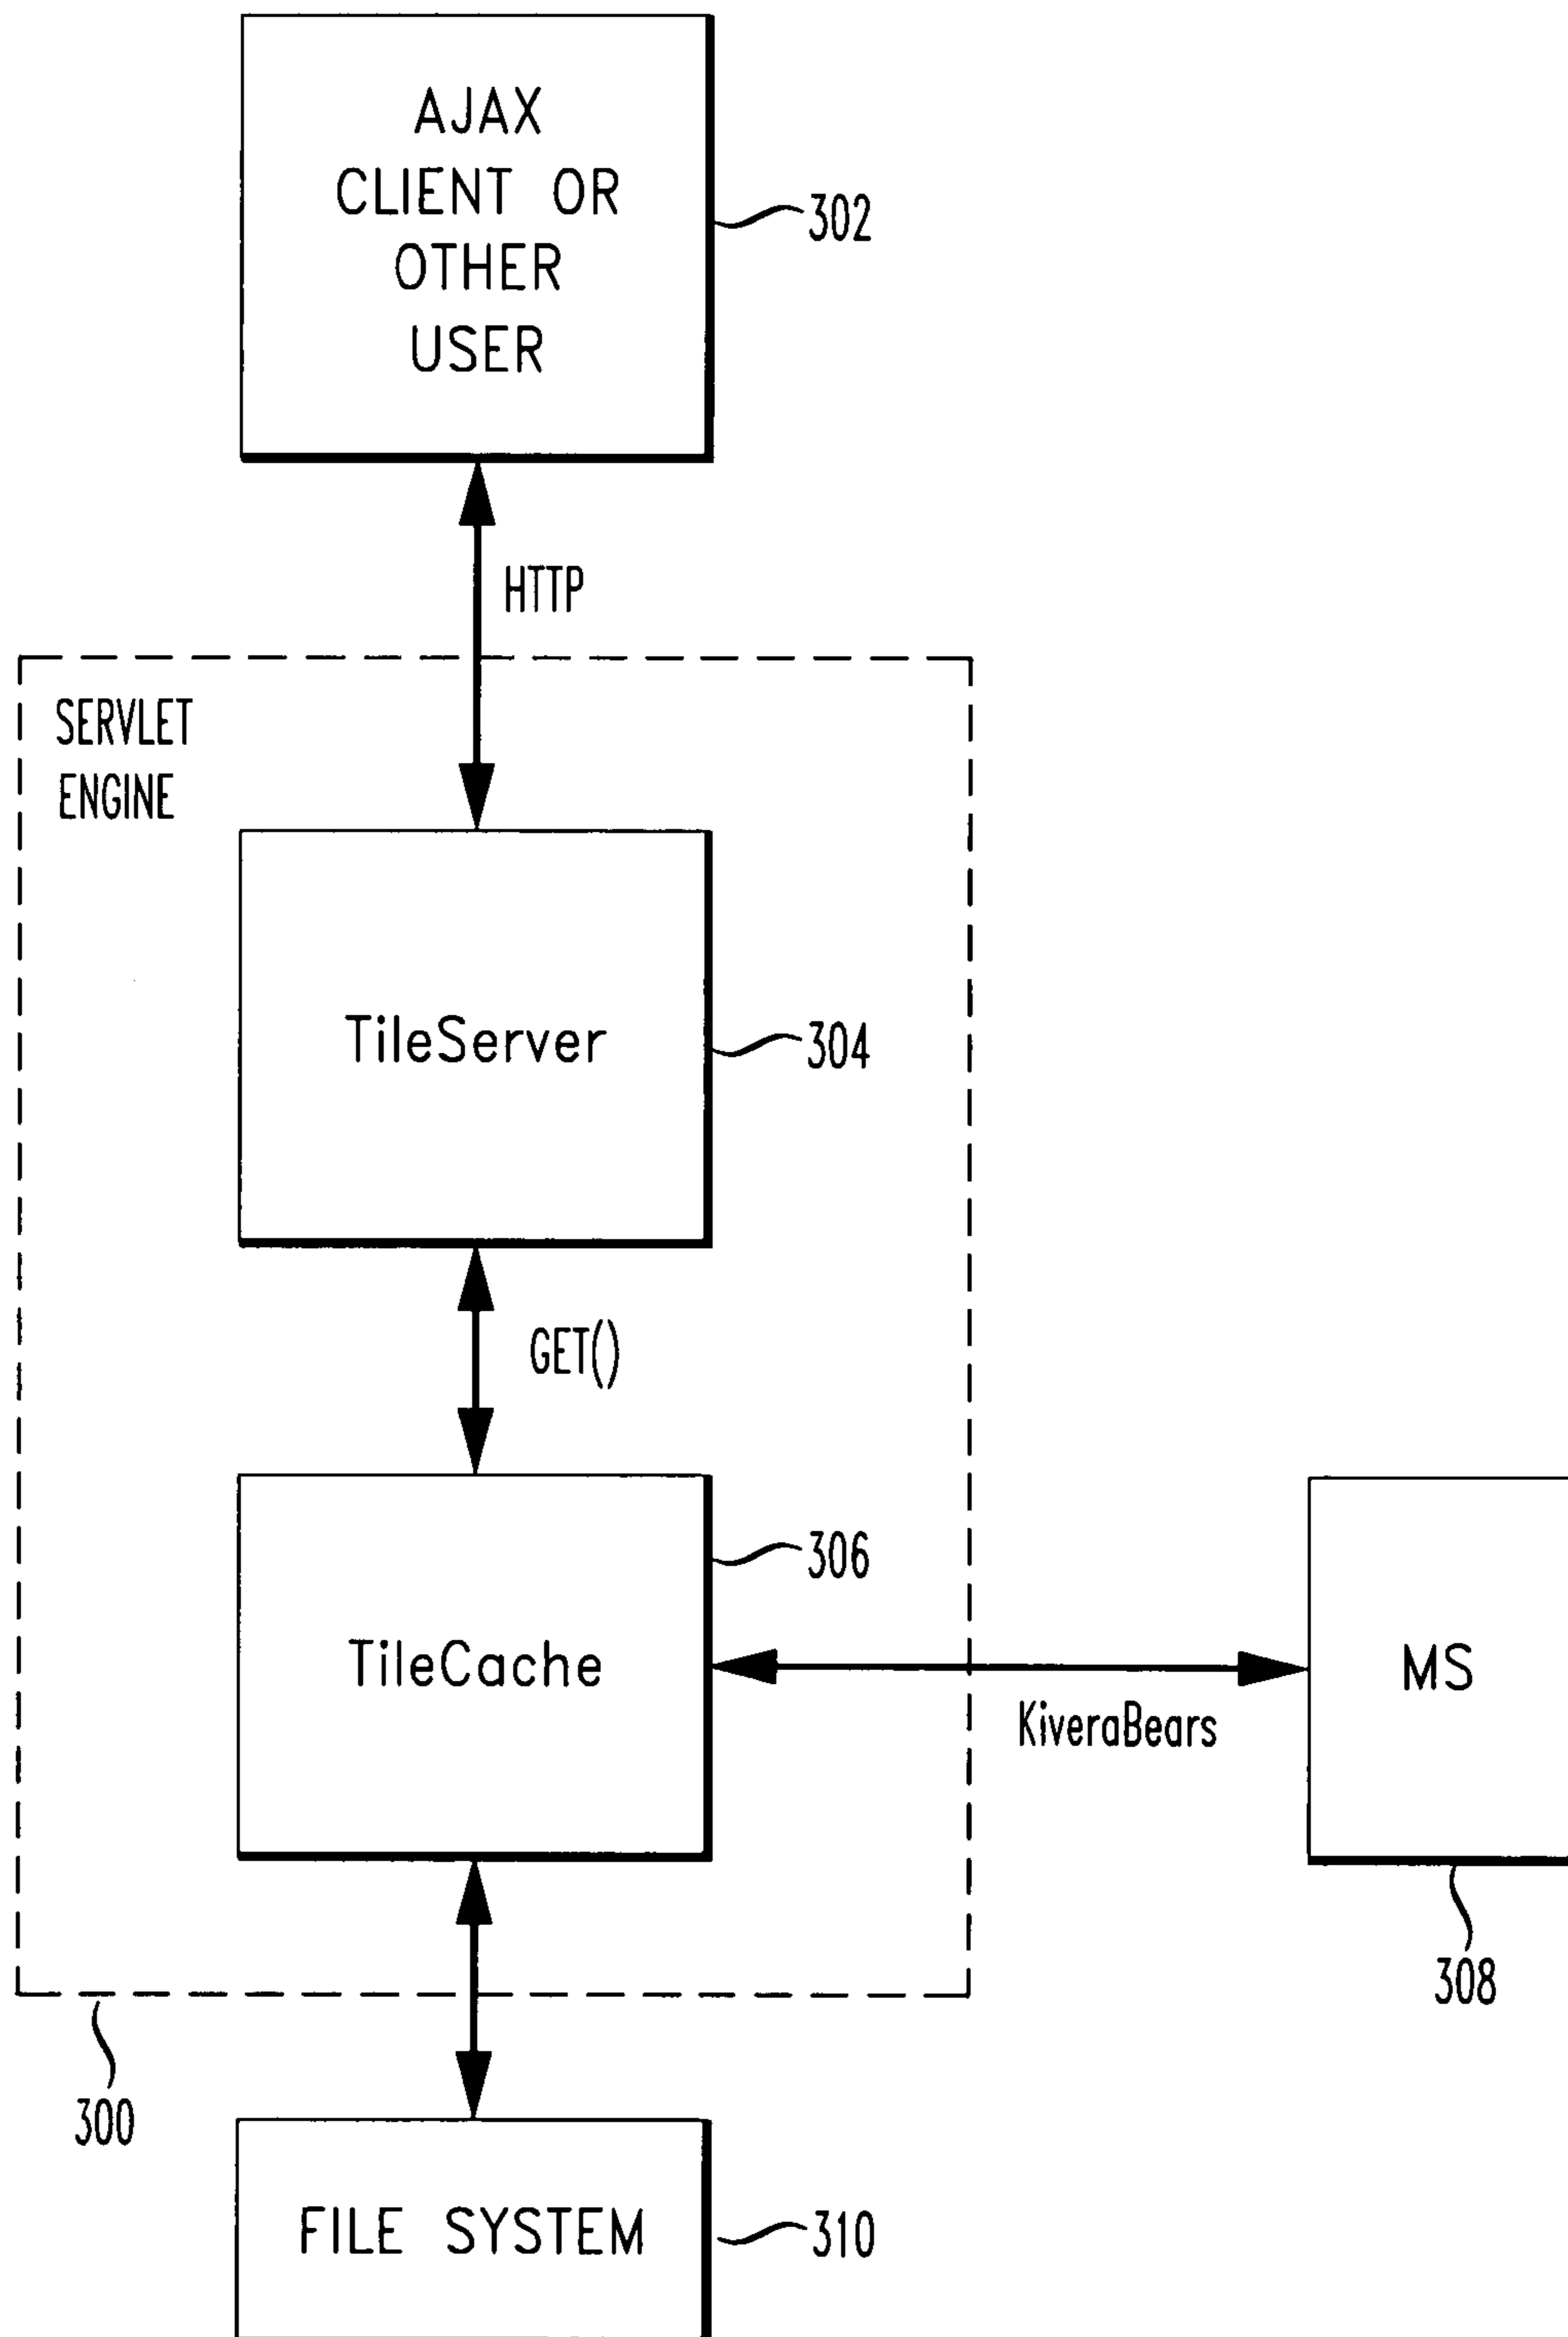 AJAX
CLIENT OR
OTHER
USER
302
HTTP
SERVLET
ENGINE
TileServer
304
GET()
306
TileCache
MS
KiveraBears
308
300
FILE SYSTEM
310